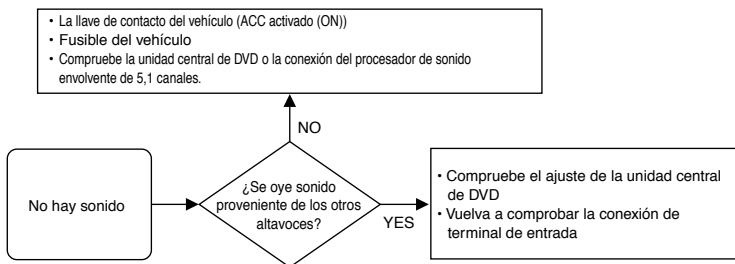 • La llave de contacto del vehículo (ACC activado (ON))
• Fusible del vehículo
• Compruebe la unidad central de DVD o la conexión del procesador de sonido
envolvente de 5,1 canales.
NO
No hay sonido
¿Se oye sonido
proveniente de los otros
altavoces?
YES
• Compruebe el ajuste de la unidad central
de DVD
• Vuelva a comprobar la conexión de
terminal de entrada